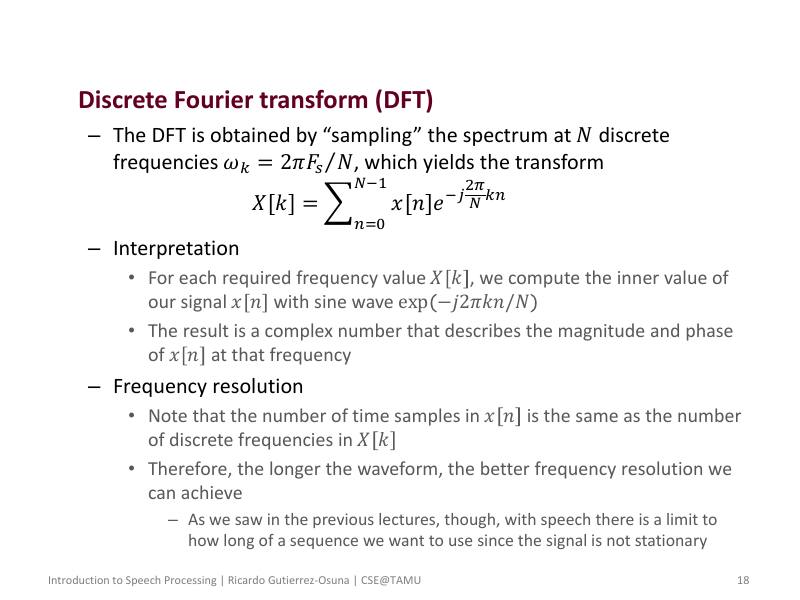 Discrete Fourier transform (DFT)
– The DFT is obtained by “sampling” the spectrum at 𝑁 discrete
frequencies 𝜔ₖ = 2𝜋𝐹ₛ/𝑁, which yields the transform
𝑋[𝑘] = ∑_{𝑛=0}^{𝑁−1} 𝑥[𝑛]𝑒^{−𝑗(2𝜋/𝑁)𝑘𝑛}
– Interpretation
• For each required frequency value 𝑋[𝑘], we compute the inner value of
our signal 𝑥[𝑛] with sine wave exp(−𝑗2𝜋𝑘𝑛/𝑁)
• The result is a complex number that describes the magnitude and phase
of 𝑥[𝑛] at that frequency
– Frequency resolution
• Note that the number of time samples in 𝑥[𝑛] is the same as the number
of discrete frequencies in 𝑋[𝑘]
• Therefore, the longer the waveform, the better frequency resolution we
can achieve
– As we saw in the previous lectures, though, with speech there is a limit to
how long of a sequence we want to use since the signal is not stationary
Introduction to Speech Processing | Ricardo Gutierrez-Osuna | CSE@TAMU 18